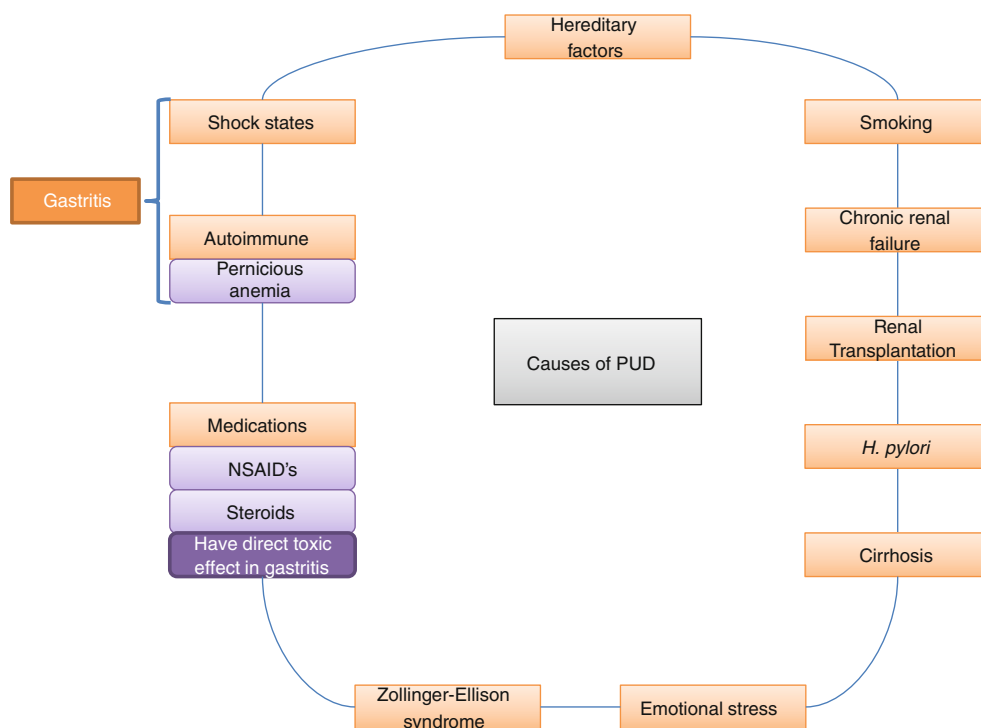 Hereditary
factors
Shock states
Smoking
Gastritis
Chronic renal
failure
Autoimmune
Pernicious
anemia
Renal
Transplantation
Causes of PUD
Medications
H. pylori
NSAID's
Steroids
Have direct toxic
effect in gastritis
Cirrhosis
Zollinger-Ellison
syndrome
Emotional stress